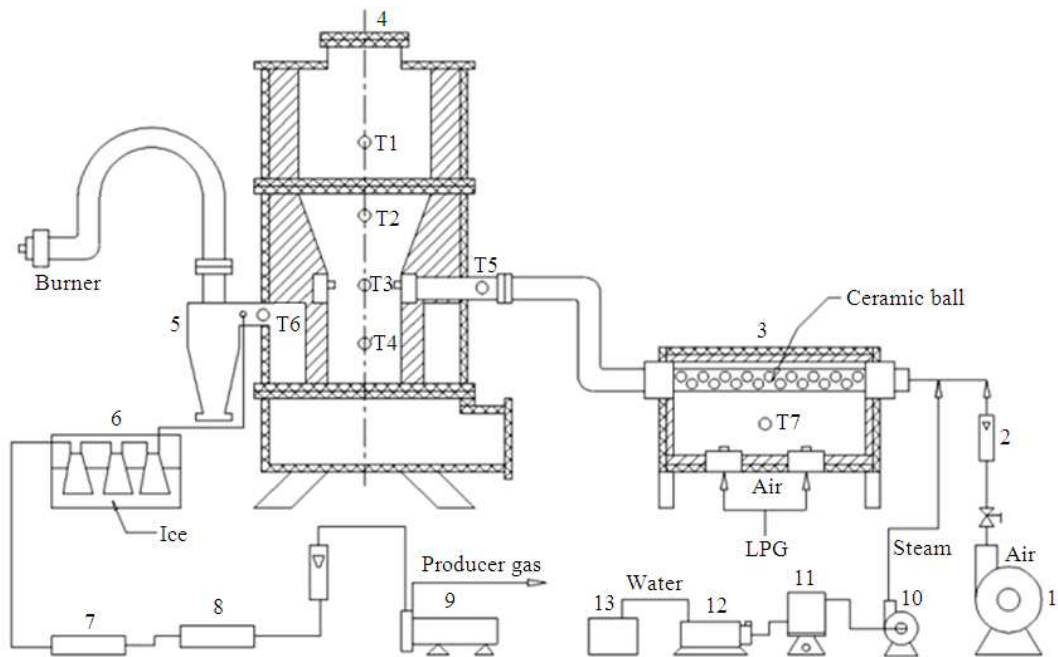 4
T1
T2
T5
T3
Burner
Ceramic ball
5
T6
3
T4
6
T7
2
Air
Ice
LPG
Steam
Producer gas
Water
11
Air
13
12
10
1
7
8
9